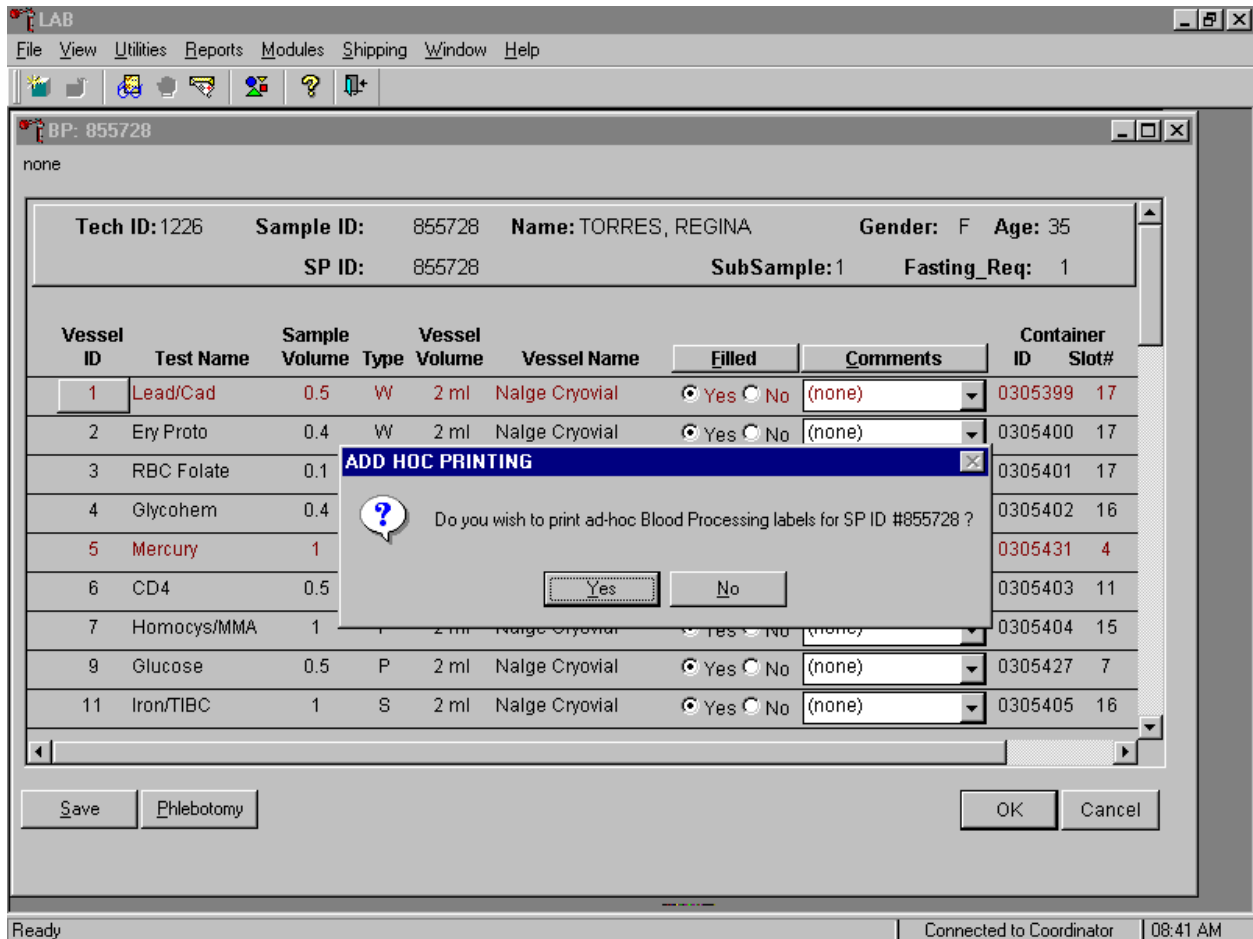 LAB
File View Utilities Reports Modules Shipping Window Help
BP: 855728
none
Tech ID: 1226 Sample ID: 855728 Name: TORRES, REGINA Gender: F Age: 35
SP ID: 855728 SubSample: 1 Fasting_Req: 1
Vessel Sample Vessel Container
ID Test Name Volume Type Volume Vessel Name Filled Comments ID Slot#
1 Lead/Cad 0.5 W 2 ml Nalge Cryovial Yes No (none) 0305399 17
2 Ery Proto 0.4 W 2 ml Nalge Cryovial Yes No (none) 0305400 17
3 RBC Folate 0.1 0305401 17
4 Glycohem 0.4 0305402 16
5 Mercury 1 0305431 4
6 CD4 0.5 0305403 11
7 Homocys/MMA 1 2 ml Nalge Cryovial Yes No (none) 0305404 15
9 Glucose 0.5 P 2 ml Nalge Cryovial Yes No (none) 0305427 7
11 Iron/TIBC 1 S 2 ml Nalge Cryovial Yes No (none) 0305405 16
ADD HOC PRINTING
Do you wish to print ad-hoc Blood Processing labels for SP ID #855728 ?
Yes No
Save Phlebotomy OK Cancel
Ready Connected to Coordinator 08:41 AM